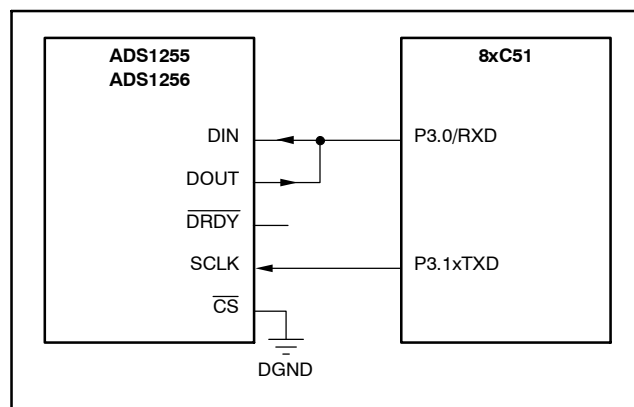 ADS1255
ADS1256
8xC51
DIN
P3.0/RXD
DOUT
DRDY
SCLK
P3.1xTXD
CS
DGND